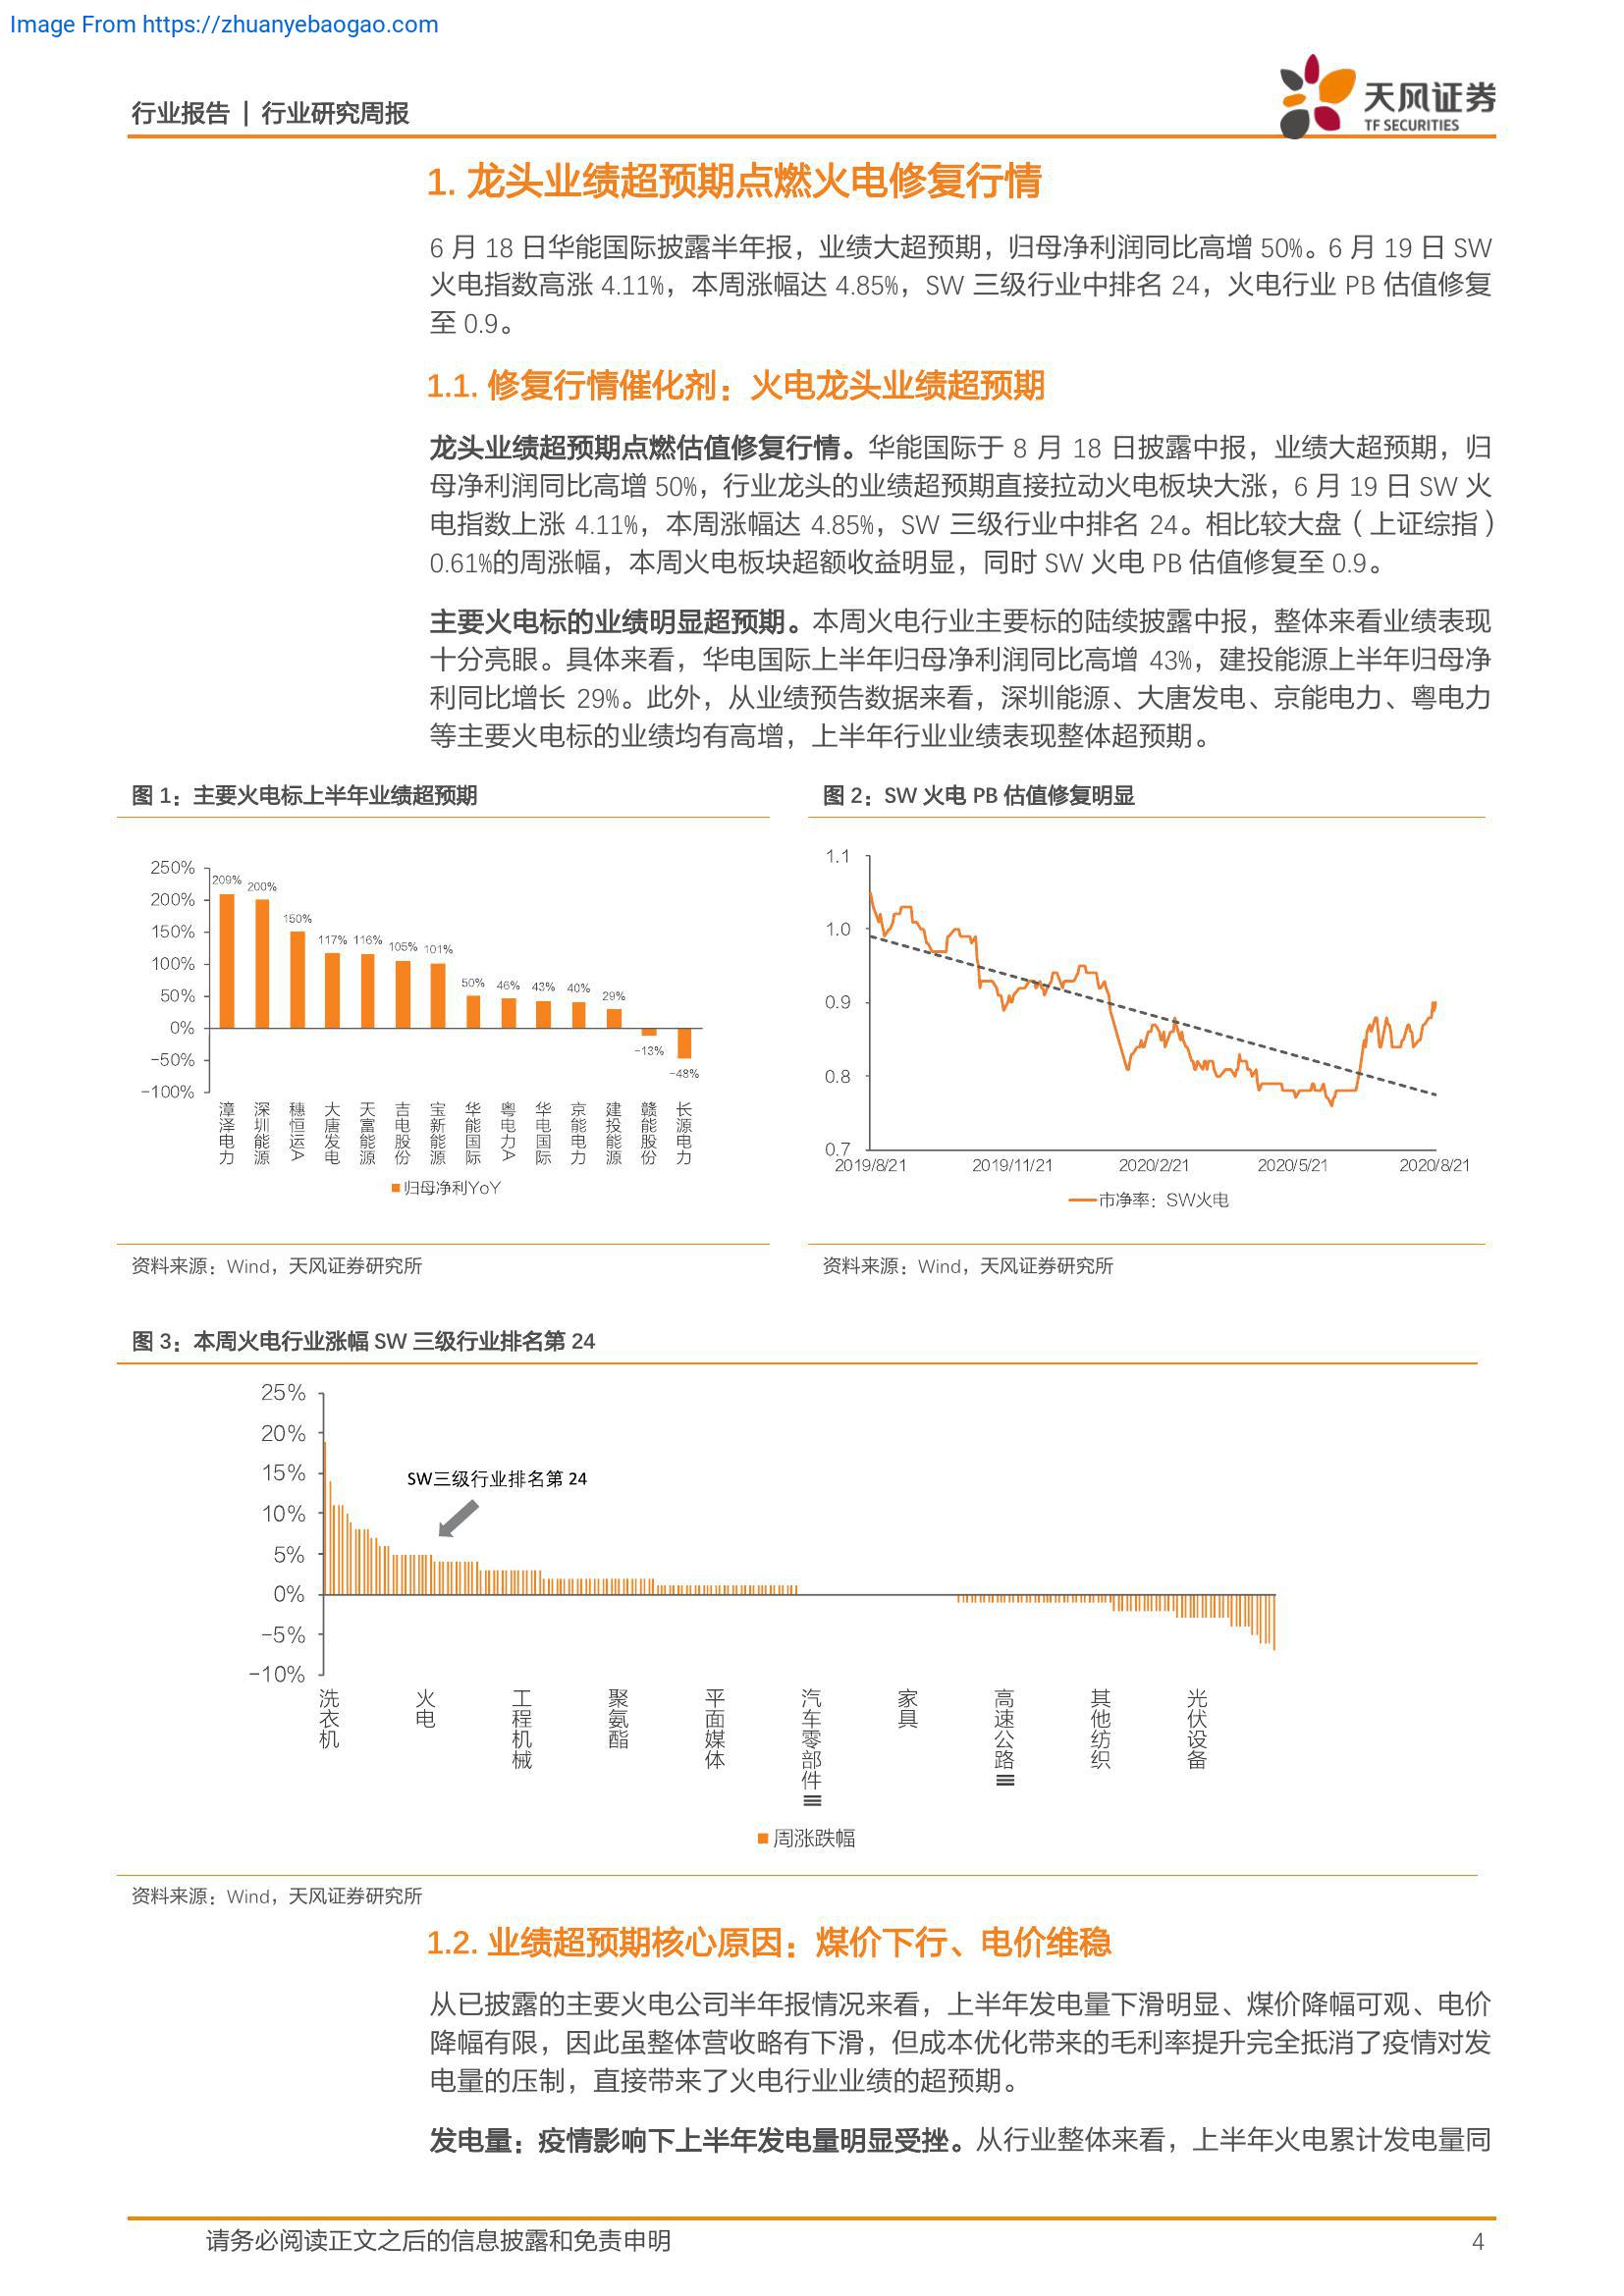 Image From https://zhuanyebaogao.com
行业报告 | 行业研究周报
天风证券
TF SECURITIES
1. 龙头业绩超预期点燃火电修复行情
6 月 18 日华能国际披露半年报，业绩大超预期，归母净利润同比高增 50%。6 月 19 日 SW
火电指数高涨 4.11%，本周涨幅达 4.85%，SW 三级行业中排名 24，火电行业 PB 估值修复
至 0.9。
1.1. 修复行情催化剂：火电龙头业绩超预期
龙头业绩超预期点燃估值修复行情。华能国际于 8 月 18 日披露中报，业绩大超预期，归
母净利润同比高增 50%，行业龙头的业绩超预期直接拉动火电板块大涨，6 月 19 日 SW 火
电指数上涨 4.11%，本周涨幅达 4.85%，SW 三级行业中排名 24。相比较大盘（上证综指）
0.61%的周涨幅，本周火电板块超额收益明显，同时 SW 火电 PB 估值修复至 0.9。
主要火电标的业绩明显超预期。本周火电行业主要标的陆续披露中报，整体来看业绩表现
十分亮眼。具体来看，华电国际上半年归母净利润同比高增 43%，建投能源上半年归母净
利同比增长 29%。此外，从业绩预告数据来看，深圳能源、大唐发电、京能电力、粤电力
等主要火电标的业绩均有高增，上半年行业业绩表现整体超预期。
图 1：主要火电标上半年业绩超预期
250%
200%
150%
100%
50%
0%
-50%
-100%
209%
200%
150%
117%
116%
105%
101%
50%
46%
43%
40%
29%
-13%
-48%
漳泽电力
深圳能源
穗恒运A
大唐发电
天富能源
吉电股份
宝新能源
华能国际
粤电力A
华电国际
京能电力
建投能源
赣能股份
长源电力
归母净利YoY
资料来源：Wind，天风证券研究所
图 2：SW 火电 PB 估值修复明显
1.1
1.0
0.9
0.8
0.7
2019/8/21
2019/11/21
2020/2/21
2020/5/21
2020/8/21
市净率：SW火电
资料来源：Wind，天风证券研究所
图 3：本周火电行业涨幅 SW 三级行业排名第 24
25%
20%
15%
10%
5%
0%
-5%
-10%
SW三级行业排名第 24
洗衣机
火电
工程机械
聚氨酯
平面媒体
汽车零部件Ⅲ
家具
高速公路Ⅲ
其他纺织
光伏设备
周涨跌幅
资料来源：Wind，天风证券研究所
1.2. 业绩超预期核心原因：煤价下行、电价维稳
从已披露的主要火电公司半年报情况来看，上半年发电量下滑明显、煤价降幅可观、电价
降幅有限，因此虽整体营收略有下滑，但成本优化带来的毛利率提升完全抵消了疫情对发
电量的压制，直接带来了火电行业业绩的超预期。
发电量：疫情影响下上半年发电量明显受挫。从行业整体来看，上半年火电累计发电量同
请务必阅读正文之后的信息披露和免责申明
4